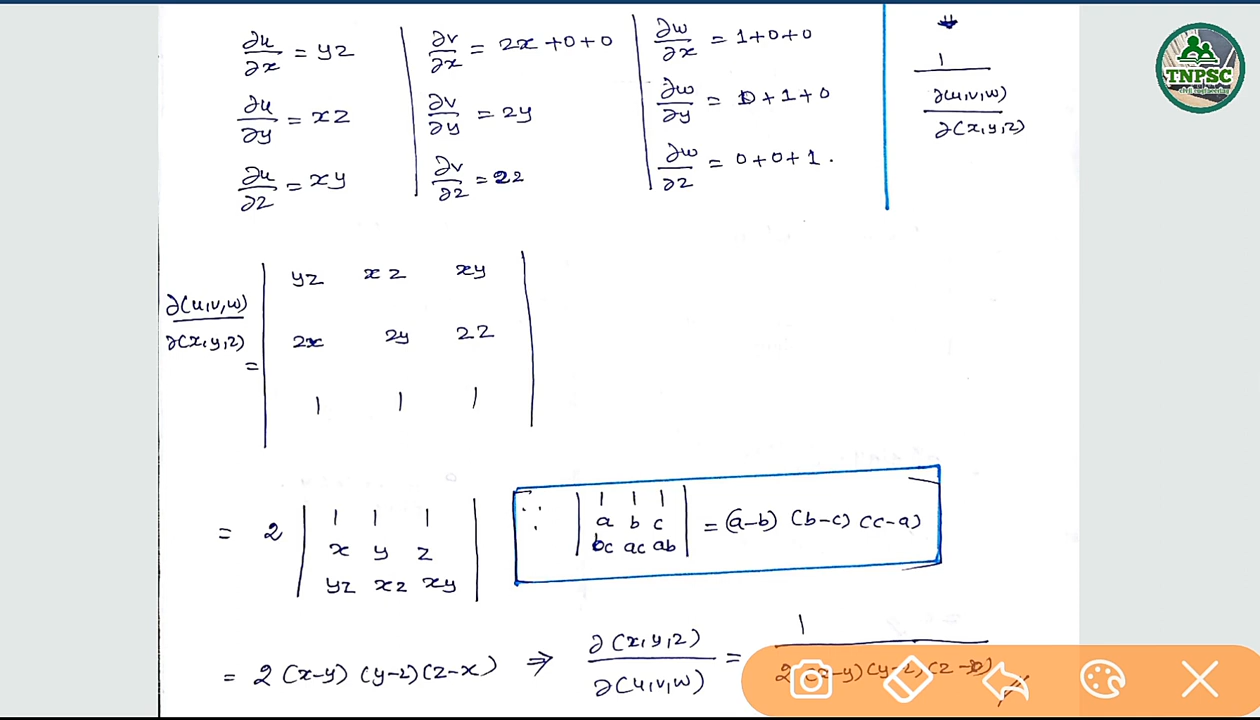 ∂u/∂x = yz
∂u/∂y = xz
∂u/∂z = xy
∂v/∂x = 2x+0+0
∂v/∂y = 2y
∂v/∂z = 2z
∂w/∂x = 1+0+0
∂w/∂y = 0+1+0
∂w/∂z = 0+0+1.
1
∂(u,v,w)
∂(x,y,z)
TNPSC
∂(u,v,w)
∂(x,y,z)
=
yz xz xy
2x 2y 2z
1 1 1
= 2 | 1 1 1 |
x y z
yz xz xy
∵ | 1 1 1 |
a b c
bc ac ab
= (a-b) (b-c) (c-a)
= 2 (x-y) (y-z) (z-x) ⇒ ∂(x,y,z)/∂(u,v,w) = 1/2(x-y)(y-z)(z-x)